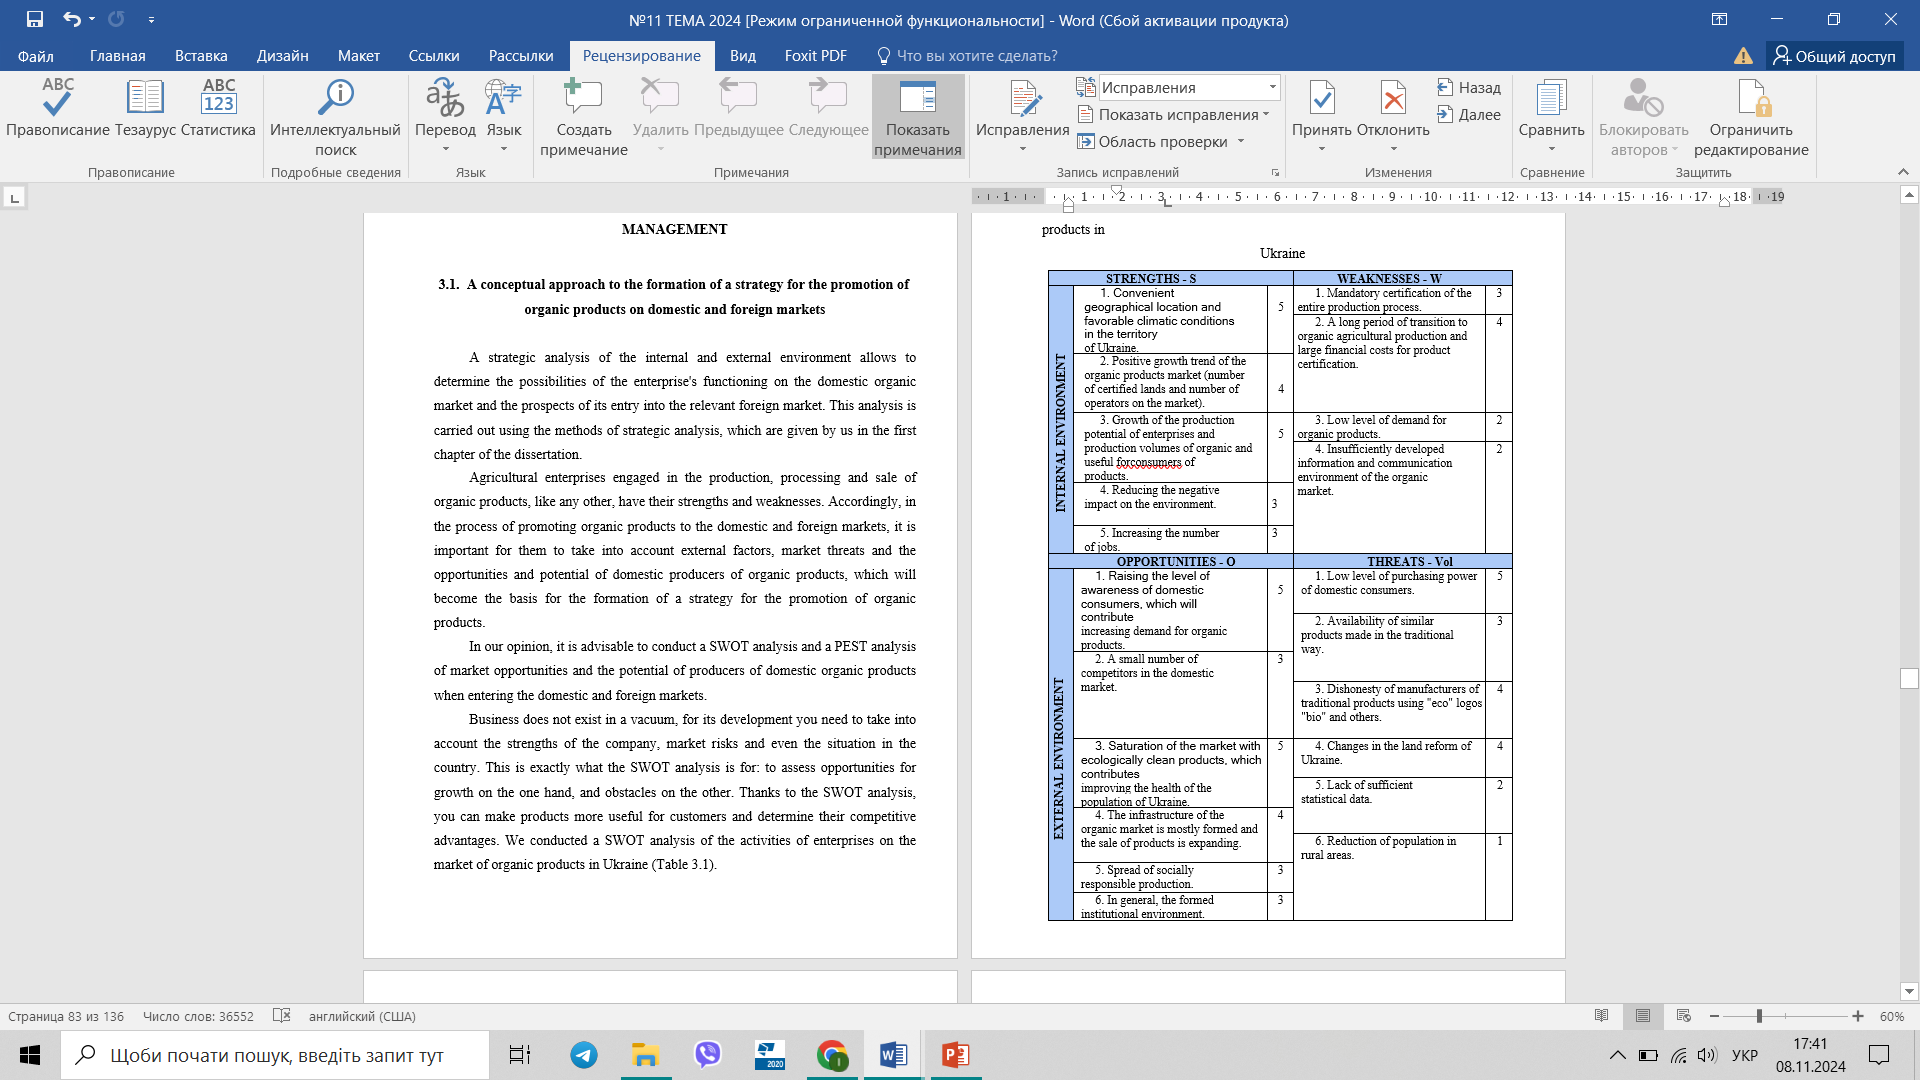 №11 ТЕМА 2024 [Режим ограниченной функциональности] - Word (Сбой активации продукта)
Файл
Главная
Вставка
Дизайн
Макет
Ссылки
Рассылки
Рецензирование
Вид
Foxit PDF
Что вы хотите сделать?
Общий доступ
Правописание
Тезаурус
Статистика
Интеллектуальный
поиск
Перевод
Язык
Создать
примечание
Удалить
Предыдущее
Следующее
Показать
примечания
Исправления
Исправления
Показать исправления
Область проверки
Принять
Отклонить
Назад
Далее
Сравнить
Блокировать
авторов
Ограничить
редактирование
Правописание
Подробные сведения
Язык
Примечания
Запись исправлений
Изменения
Сравнение
Защитить
1 1 2 3 4 5 6 7 8 9 10 11 12 13 14 15 16 17 18 19
MANAGEMENT
3.1. A conceptual approach to the formation of a strategy for the promotion of
organic products on domestic and foreign markets
A strategic analysis of the internal and external environment allows to
determine the possibilities of the enterprise's functioning on the domestic organic
market and the prospects of its entry into the relevant foreign market. This analysis is
carried out using the methods of strategic analysis, which are given by us in the first
chapter of the dissertation.
Agricultural enterprises engaged in the production, processing and sale of
organic products, like any other, have their strengths and weaknesses. Accordingly, in
the process of promoting organic products to the domestic and foreign markets, it is
important for them to take into account external factors, market threats and the
opportunities and potential of domestic producers of organic products, which will
become the basis for the formation of a strategy for the promotion of organic
products.
In our opinion, it is advisable to conduct a SWOT analysis and a PEST analysis
of market opportunities and the potential of producers of domestic organic products
when entering the domestic and foreign markets.
Business does not exist in a vacuum, for its development you need to take into
account the strengths of the company, market risks and even the situation in the
country. This is exactly what the SWOT analysis is for: to assess opportunities for
growth on the one hand, and obstacles on the other. Thanks to the SWOT analysis,
you can make products more useful for customers and determine their competitive
advantages. We conducted a SWOT analysis of the activities of enterprises on the
market of organic products in Ukraine (Table 3.1).
products in
Ukraine
STRENGTHS - S
WEAKNESSES - W
INTERNAL ENVIRONMENT
1. Convenient
geographical location and
favorable climatic conditions
in the territory
of Ukraine.
5
2. Positive growth trend of the
organic products market (number
of certified lands and number of
operators on the market).
4
3. Growth of the production
potential of enterprises and
production volumes of organic and
useful forconsumers of
products.
5
4. Reducing the negative
impact on the environment.
3
5. Increasing the number
of jobs.
3
1. Mandatory certification of the
entire production process.
3
2. A long period of transition to
organic agricultural production and
large financial costs for product
certification.
4
3. Low level of demand for
organic products.
2
4. Insufficiently developed
information and communication
environment of the organic
market.
2
OPPORTUNITIES - O
THREATS - Vol
EXTERNAL ENVIRONMENT
1. Raising the level of
awareness of domestic
consumers, which will
contribute
increasing demand for organic
products.
5
2. A small number of
competitors in the domestic
market.
3
3. Saturation of the market with
ecologically clean products, which
contributes
improving the health of the
population of Ukraine.
5
4. The infrastructure of the
organic market is mostly formed and
the sale of products is expanding.
4
5. Spread of socially
responsible production.
3
6. In general, the formed
institutional environment.
3
1. Low level of purchasing power
of domestic consumers.
5
2. Availability of similar
products made in the traditional
way.
3
3. Dishonesty of manufacturers of
traditional products using "eco" logos
"bio" and others.
4
4. Changes in the land reform of
Ukraine.
4
5. Lack of sufficient
statistical data.
2
6. Reduction of population in
rural areas.
1
Страница 83 из 136
Число слов: 36552
английский (США)
60%
Щоби почати пошук, введіть запит тут
2020
УКР
17:41
08.11.2024